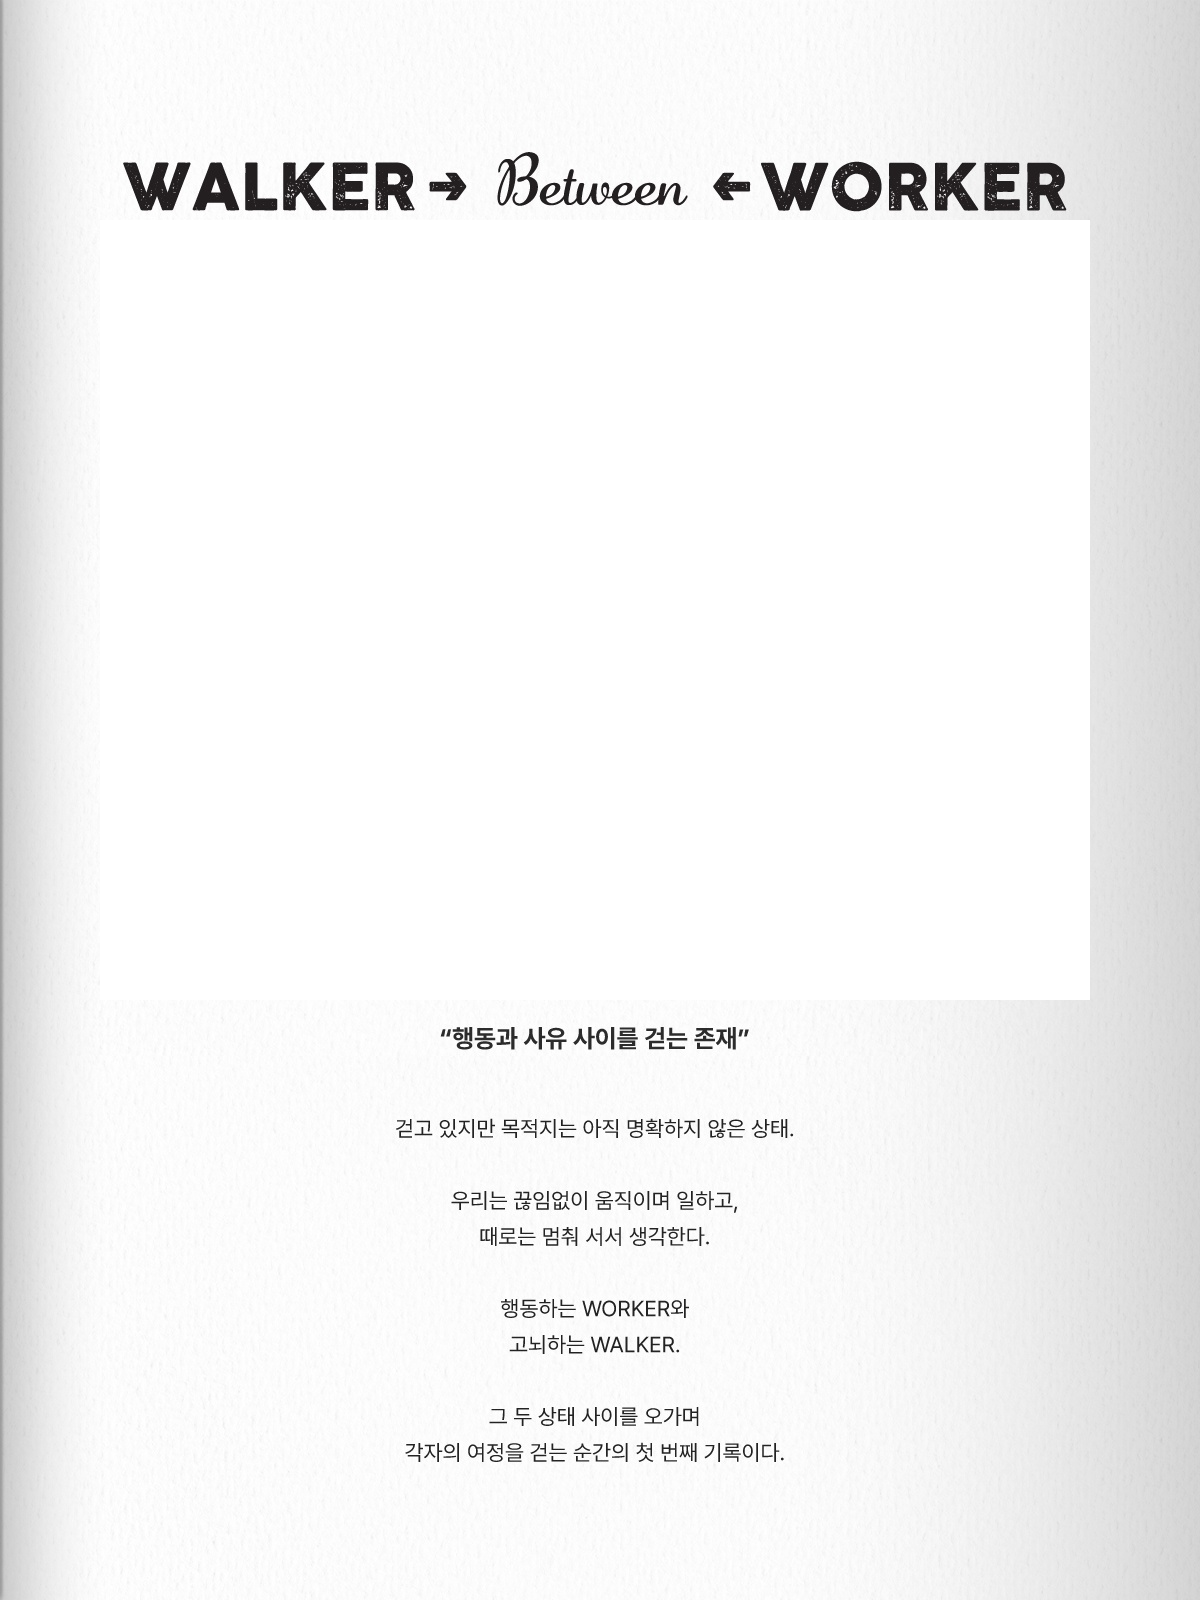 WALKER → Between ← WORKER
“행동과 사유 사이를 걷는 존재”
걷고 있지만 목적지는 아직 명확하지 않은 상태.
우리는 끊임없이 움직이며 일하고,
때로는 멈춰 서서 생각한다.
행동하는 WORKER와
고뇌하는 WALKER.
그 두 상태 사이를 오가며
각자의 여정을 걷는 순간의 첫 번째 기록이다.